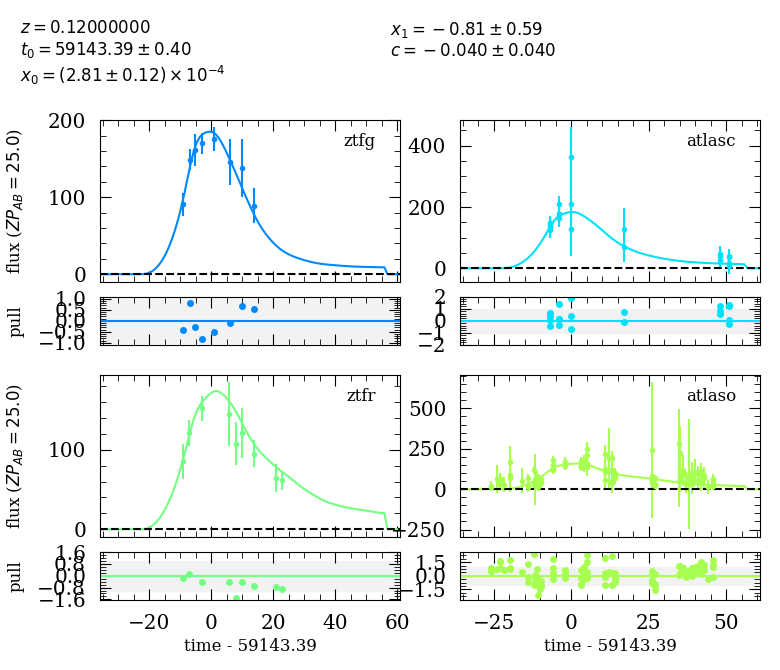 z = 0.12000000
t₀ = 59143.39 ± 0.40
x₀ = (2.81 ± 0.12) × 10⁻⁴
x₁ = −0.81 ± 0.59
c = −0.040 ± 0.040
flux (ZP_AB = 25.0)
200
100
0
ztfg
400
200
0
atlasc
pull
1.0
0.5
0.0
−0.5
−1.0
2
1
0
−1
−2
flux (ZP_AB = 25.0)
100
0
ztfr
500
250
0
−250
atlaso
pull
1.6
0.8
0.0
−0.8
−1.6
1.5
0.0
−1.5
−20 0 20 40 60
−25 0 25 50
time - 59143.39
time - 59143.39